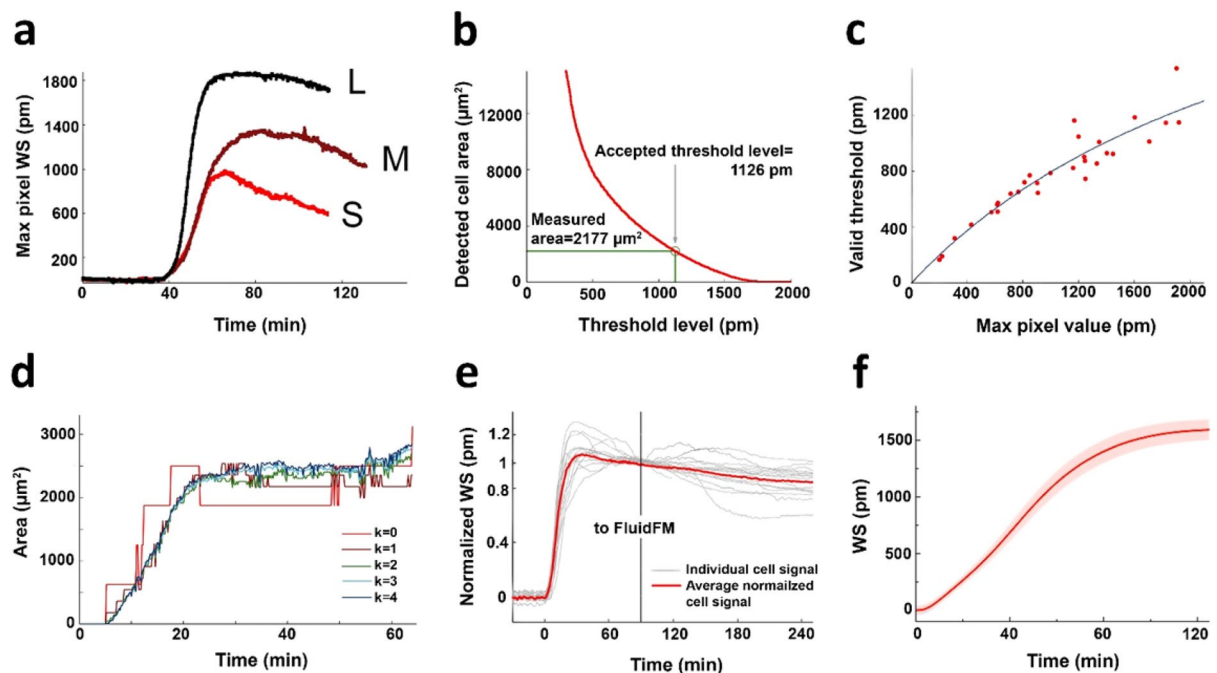 a
Max pixel WS (pm)
1800
1400
1000
600
200
0
40
80
120
Time (min)
L
M
S
b
Detected cell area (µm²)
12000
8000
4000
0
0
500
1000
1500
2000
Threshold level (pm)
Accepted threshold level=
1126 pm
Measured
area=2177 µm²
c
Valid threshold (pm)
1200
800
400
0
400
800
1200
1600
2000
Max pixel value (pm)
d
Area (µm²)
3000
2000
1000
0
0
20
40
60
Time (min)
k=0
k=1
k=2
k=3
k=4
e
Normalized WS (pm)
1.2
1
0.8
0.4
0
0
60
120
180
240
Time (min)
to FluidFM
Individual cell signal
Average normailzed
cell signal
f
WS (pm)
1500
750
500
0
0
40
60
120
Time (min)